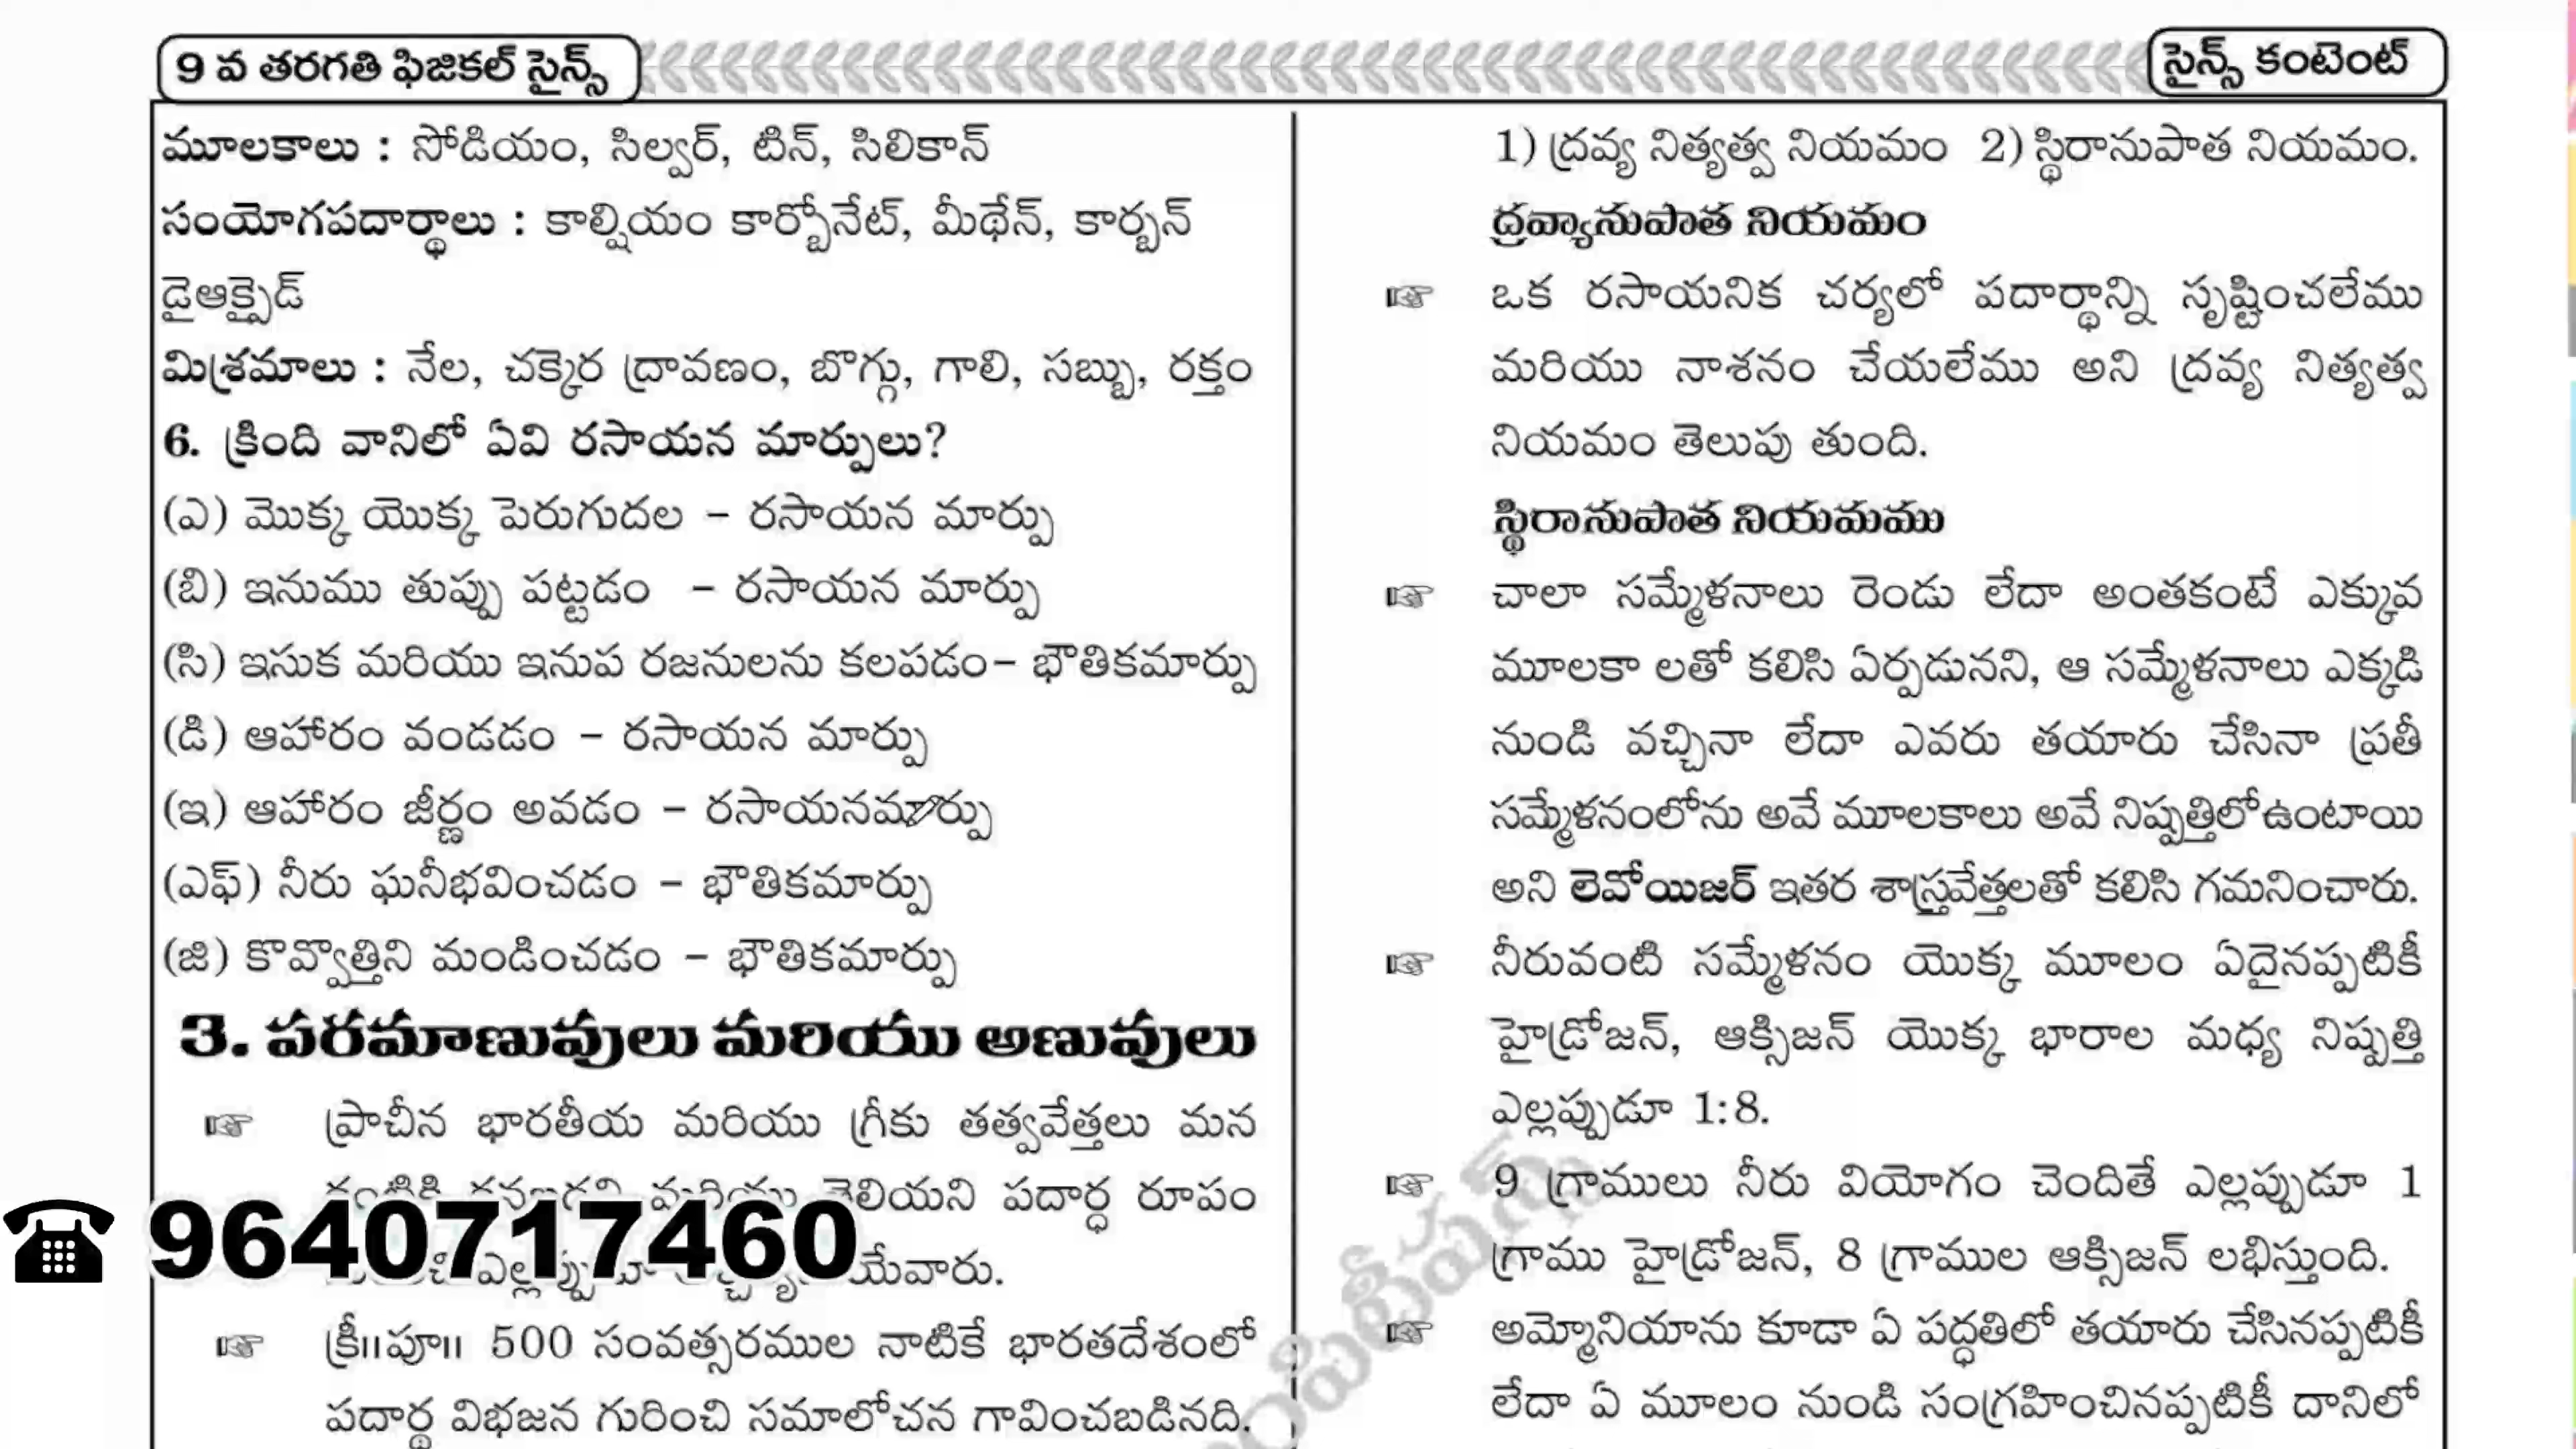 9 వ తరగతి ఫిజికల్ సైన్స్
సైన్స్ కంటెంట్
మూలకాలు : సోడియం, సిల్వర్, టిన్, సిలికాన్
సంయోగపదార్థాలు : కాల్షియం కార్బోనేట్, మీథేన్, కార్బన్
డైఆక్సైడ్
మిశ్రమాలు : నేల, చక్కెర ద్రావణం, బొగ్గు, గాలి, సబ్బు, రక్తం
6. క్రింది వానిలో ఏవి రసాయన మార్పులు?
(ఎ) మొక్క యొక్క పెరుగుదల – రసాయన మార్పు
(బి) ఇనుము తుప్పు పట్టడం – రసాయన మార్పు
(సి) ఇసుక మరియు ఇనుప రజనులను కలపడం– భౌతికమార్పు
(డి) ఆహారం వండడం – రసాయన మార్పు
(ఇ) ఆహారం జీర్ణం అవడం – రసాయనమార్పు
(ఎఫ్) నీరు ఘనీభవించడం – భౌతికమార్పు
(జి) కొవ్వొత్తిని మండించడం – భౌతికమార్పు
3. పరమాణువులు మరియు అణువులు
☞ ప్రాచీన భారతీయ మరియు గ్రీకు తత్వవేత్తలు మన
తెలియని పదార్ధ రూపం
యేవారు.
☎ 9640717460
☞ క్రీ॥పూ॥ 500 సంవత్సరముల నాటికే భారతదేశంలో
పదార్థ విభజన గురించి సమాలోచన గావించబడినది.
1) ద్రవ్య నిత్యత్వ నియమం 2) స్థిరానుపాత నియమం.
ద్రవ్యానుపాత నియమం
☞ ఒక రసాయనిక చర్యలో పదార్థాన్ని సృష్టించలేము
మరియు నాశనం చేయలేము అని ద్రవ్య నిత్యత్వ
నియమం తెలుపు తుంది.
స్థిరానుపాత నియమము
☞ చాలా సమ్మేళనాలు రెండు లేదా అంతకంటే ఎక్కువ
మూలకా లతో కలిసి ఏర్పడునని, ఆ సమ్మేళనాలు ఎక్కడి
నుండి వచ్చినా లేదా ఎవరు తయారు చేసినా ప్రతీ
సమ్మేళనంలోను అవే మూలకాలు అవే నిష్పత్తిలోఉంటాయి
అని లెవోయిజర్ ఇతర శాస్త్రవేత్తలతో కలిసి గమనించారు.
☞ నీరువంటి సమ్మేళనం యొక్క మూలం ఏదైనప్పటికీ
హైడ్రోజన్, ఆక్సిజన్ యొక్క భారాల మధ్య నిష్పత్తి
ఎల్లప్పుడూ 1:8.
☞ 9 గ్రాములు నీరు వియోగం చెందితే ఎల్లప్పుడూ 1
గ్రాము హైడ్రోజన్, 8 గ్రాముల ఆక్సిజన్ లభిస్తుంది.
☞ అమ్మోనియాను కూడా ఏ పద్ధతిలో తయారు చేసినప్పటికీ
లేదా ఏ మూలం నుండి సంగ్రహించినప్పటికీ దానిలో